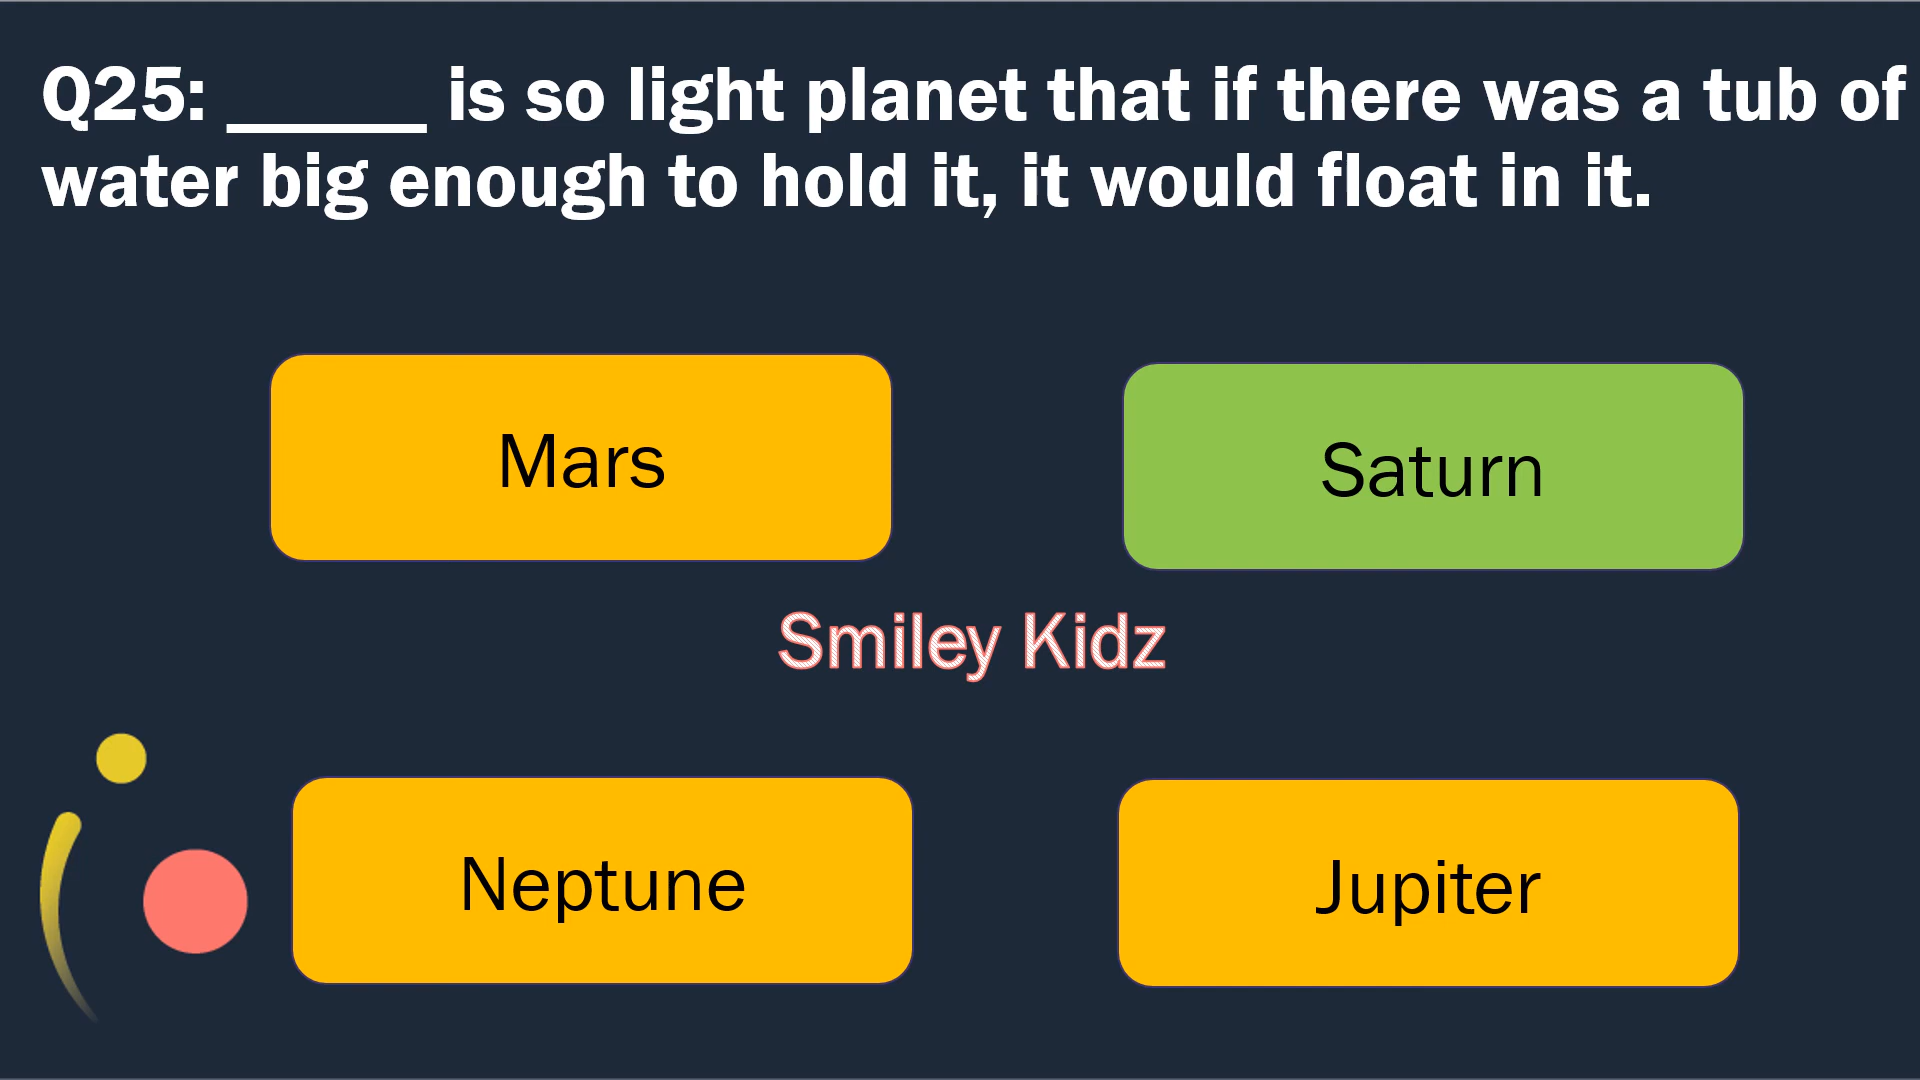 Q25: _____ is so light planet that if there was a tub of
water big enough to hold it, it would float in it.
Mars
Saturn
Smiley Kidz
Neptune
Jupiter